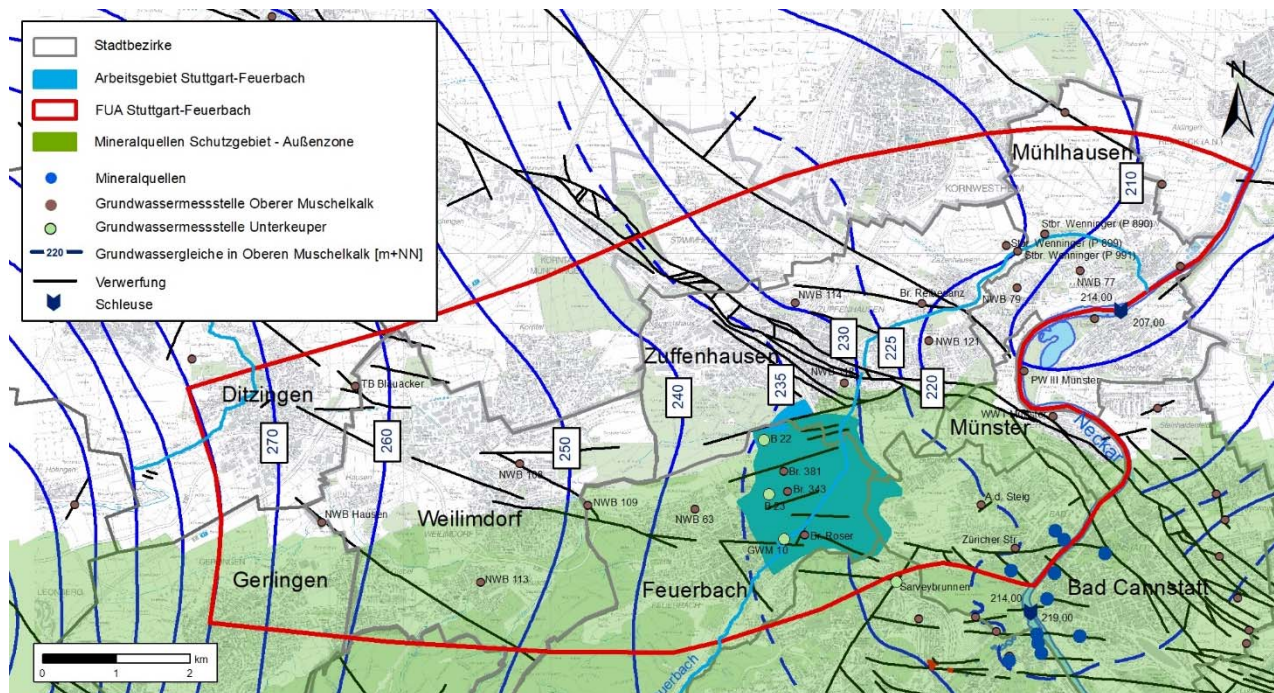 Stadtbezirke
Arbeitsgebiet Stuttgart-Feuerbach
FUA Stuttgart-Feuerbach
Mineralquellen Schutzgebiet - Außenzone
Mineralquellen
Grundwassermessstelle Oberer Muschelkalk
Grundwassermessstelle Unterkeuper
220 Grundwassergleiche in Oberen Muschelkalk [m+NN]
Verwerfung
Schleuse
N
Mühlhausen
210
KORNWESTHEIM
Stbr. Wenninger (P 890)
Stbr. Wenninger (P 899)
Stbr. Wenninger (P 991)
NWB 77
NWB 79
214,00
207,00
NWB 114
NWB 121
230
225
220
Zuffenhausen
240
235
PW III Münster
Münster
Neckar
Ditzingen
TB Blauacker
270
260
250
B 22
Br. 381
Br. 343
B 23
NWB 108
NWB 109
NWB 63
NWB Hausen
Weilimdorf
A.d. Steig
Züricher Str.
Br. Roser
GWM 10
Gerlingen
NWB 113
Feuerbach
Sarveybrunnen
Bad Cannstatt
214,00
219,00
0 1 2
km